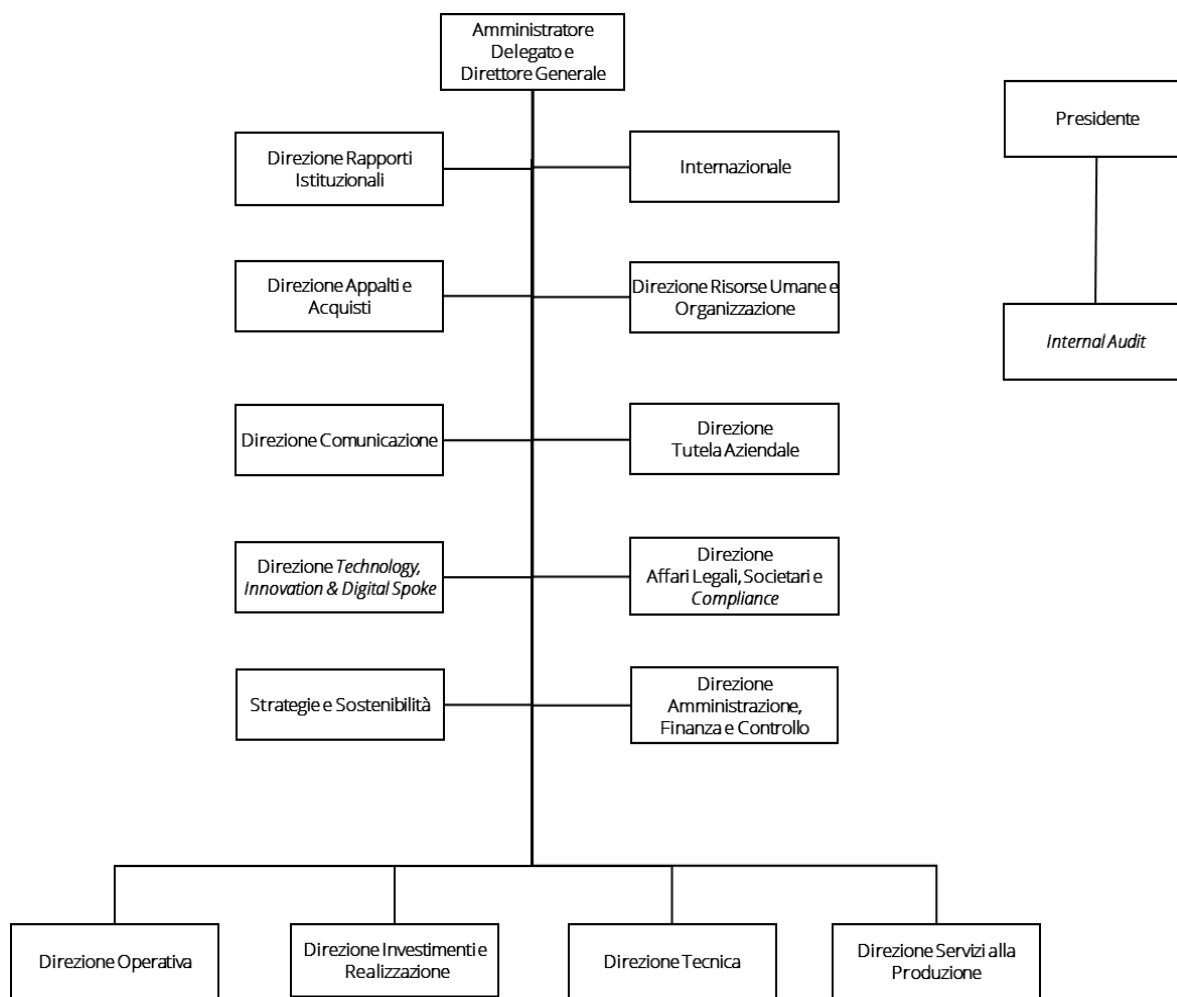 Amministratore
Delegato e
Direttore Generale
Presidente
Direzione Rapporti
Istituzionali
Internazionale
Direzione Appalti e
Acquisti
Direzione Risorse Umane e
Organizzazione
Internal Audit
Direzione Comunicazione
Direzione
Tutela Aziendale
Direzione Technology,
Innovation & Digital Spoke
Direzione
Affari Legali, Societari e
Compliance
Strategie e Sostenibilità
Direzione
Amministrazione,
Finanza e Controllo
Direzione Operativa
Direzione Investimenti e
Realizzazione
Direzione Tecnica
Direzione Servizi alla
Produzione